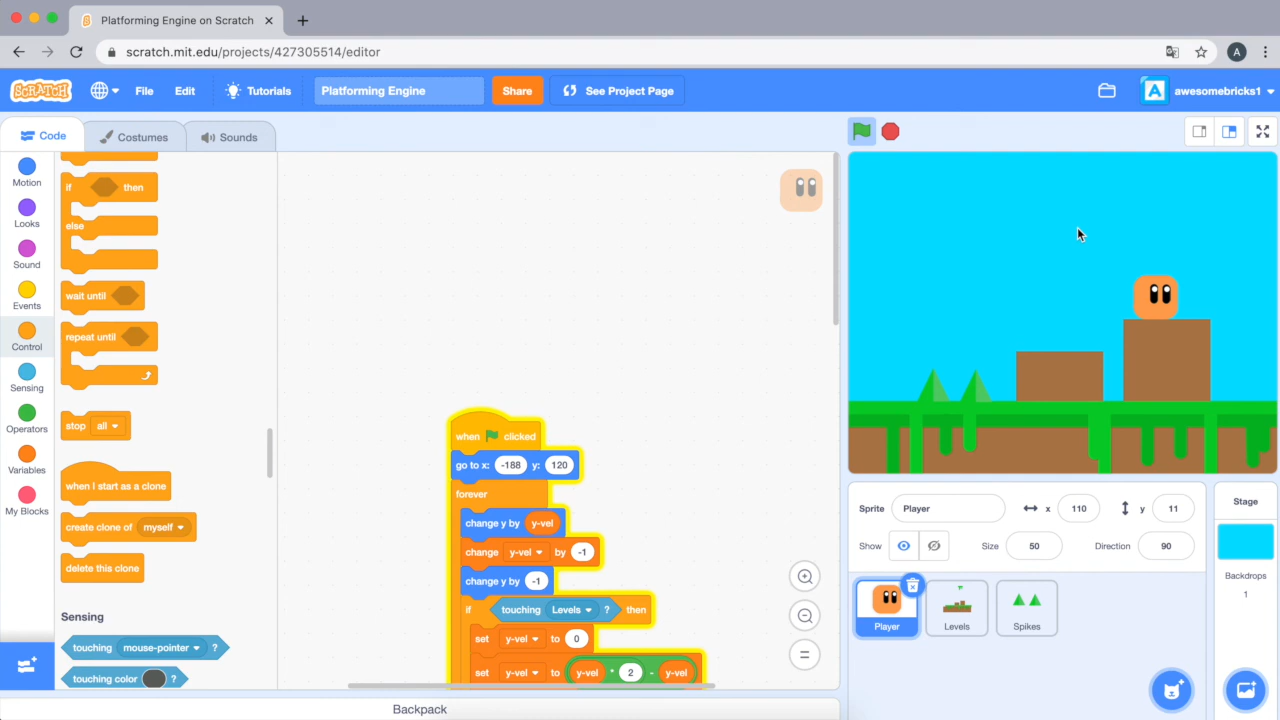 Platforming Engine on Scratch
scratch.mit.edu/projects/427305514/editor
A
SCRATCH
File
Edit
Tutorials
Platforming Engine
Share
See Project Page
A
awesomebricks1
Code
Costumes
Sounds
Motion
Looks
Sound
Events
Control
Sensing
Operators
Variables
My Blocks
if then
else
wait until
repeat until
stop all
when I start as a clone
create clone of myself
delete this clone
Sensing
touching mouse-pointer ?
touching color ?
when clicked
go to x: -188 y: 120
forever
change y by y-vel
change y-vel by -1
change y by -1
if touching Levels ? then
set y-vel to 0
set y-vel to y-vel * 2 - y-vel
Backpack
Sprite Player x 110 y 11
Show Size 50 Direction 90
Player
Levels
Spikes
Stage
Backdrops
1